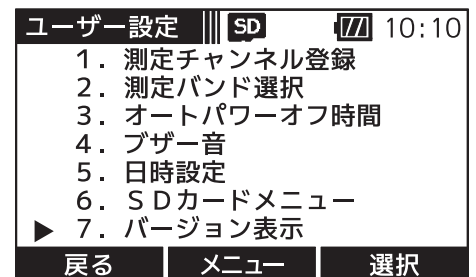 ユーザー設定 SD 10:10
1. 測定チャンネル登録
2. 測定バンド選択
3. オートパワーオフ時間
4. ブザー音
5. 日時設定
6. ＳＤカードメニュー
▶ 7. バージョン表示
戻る メニュー 選択